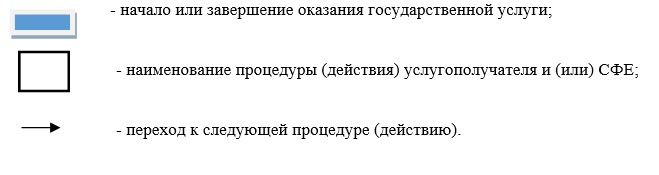 - начало или завершение оказания государственной услуги;
- наименование процедуры (действия) услугополучателя и (или) СФЕ;
- переход к следующей процедуре (действию).